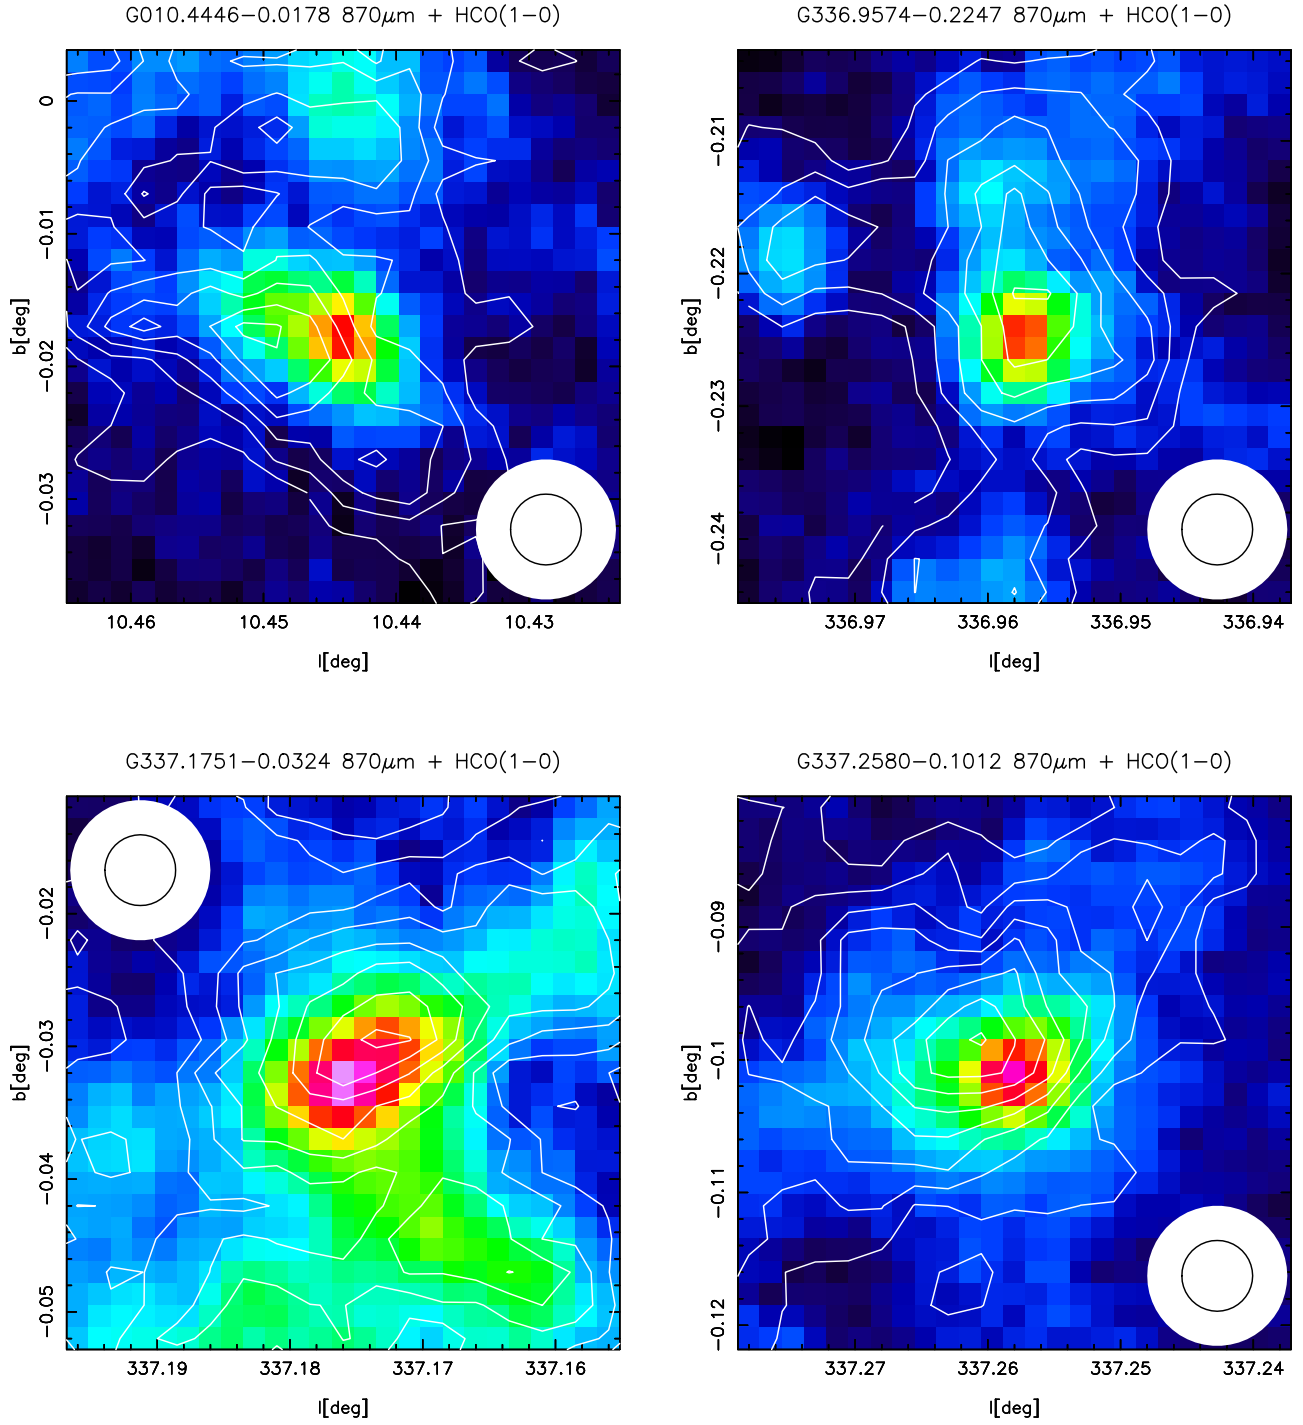 G010.4446−0.0178 870μm + HCO(1−0)
G336.9574−0.2247 870μm + HCO(1−0)
0
−0.01
−0.02
−0.03
b[deg]
10.46 10.45 10.44 10.43
l[deg]
−0.21
−0.22
−0.23
−0.24
b[deg]
336.97 336.96 336.95 336.94
l[deg]
G337.1751−0.0324 870μm + HCO(1−0)
G337.2580−0.1012 870μm + HCO(1−0)
−0.02
−0.03
−0.04
−0.05
b[deg]
337.19 337.18 337.17 337.16
l[deg]
−0.09
−0.1
−0.11
−0.12
b[deg]
337.27 337.26 337.25 337.24
l[deg]